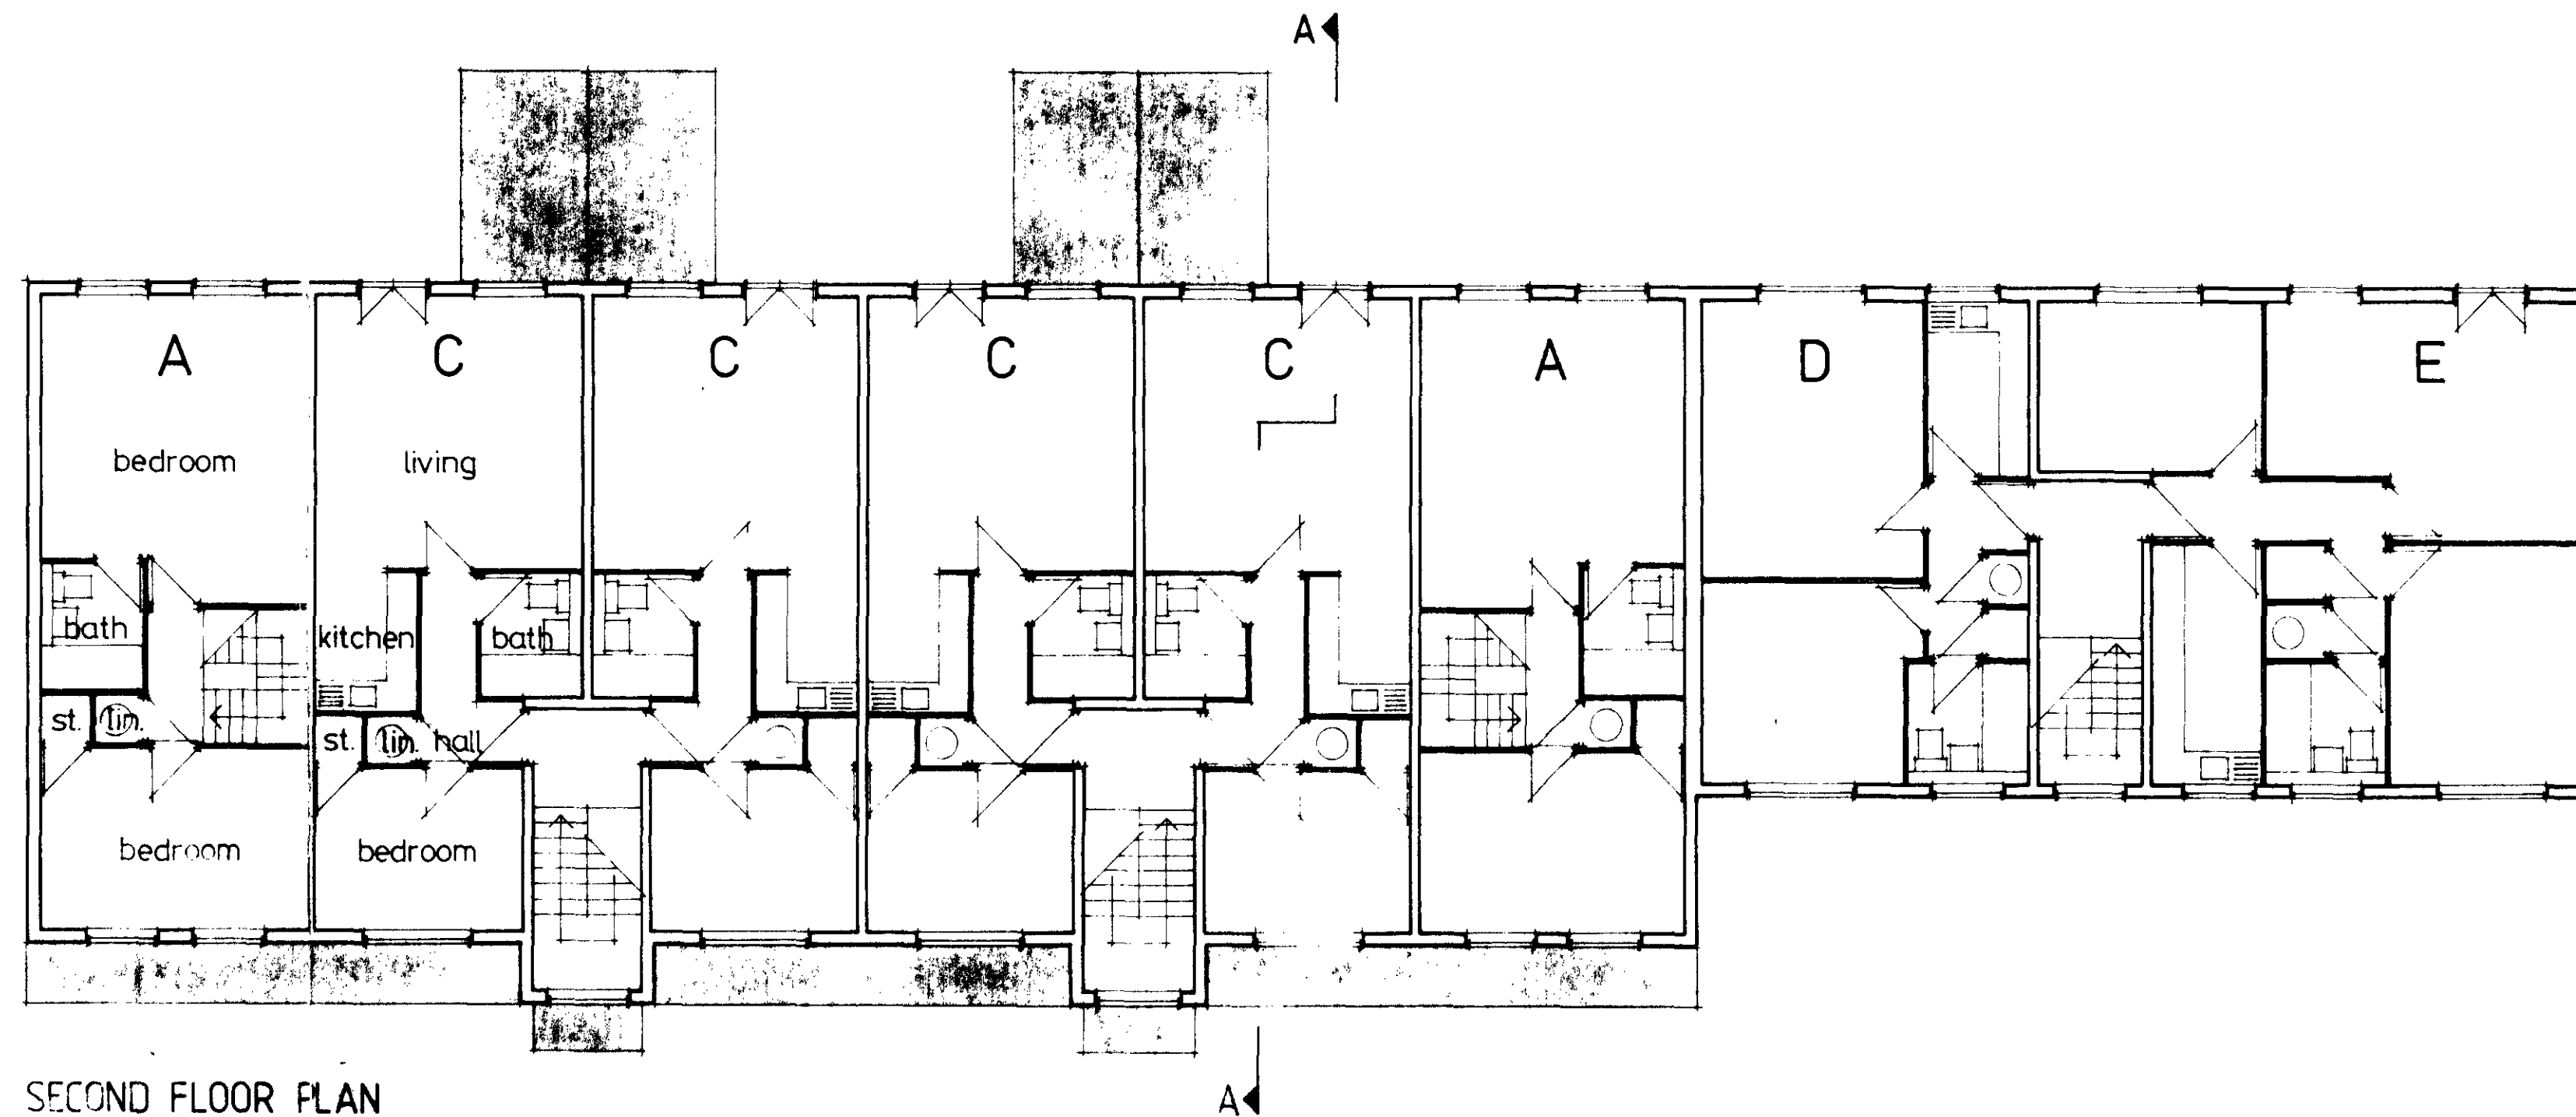 A
A
C
C
C
C
A
D
E
bedroom
living
bath
kitchen
bath
st.
lin.
st.
lin.
hall
bedroom
bedroom
SECOND FLOOR PLAN
A